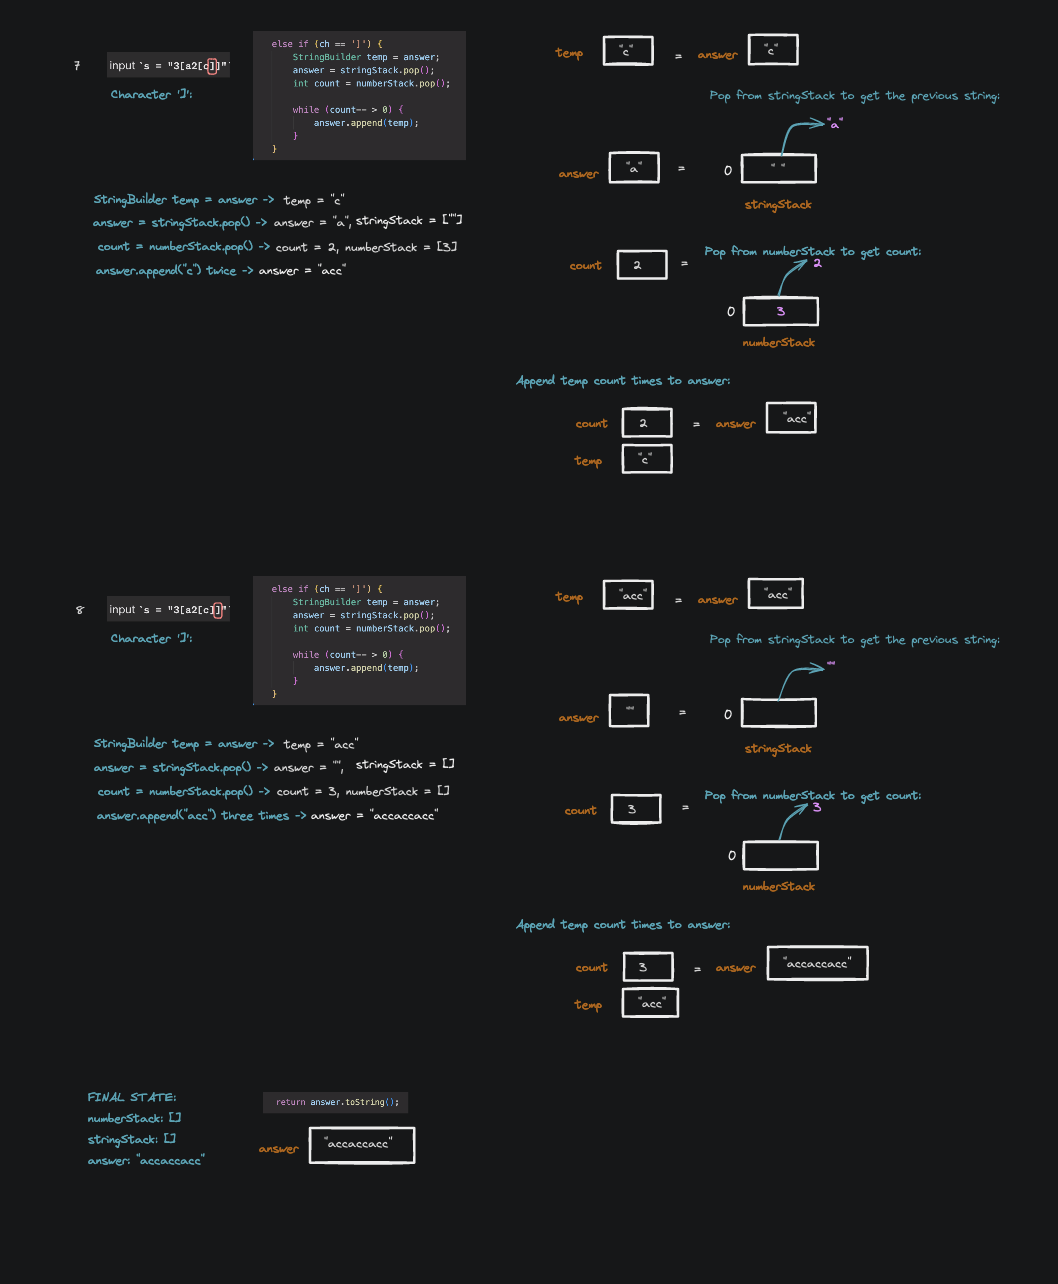 7
input `s = "3[a2[c]]"`
Character ']':
else if (ch == ']') {
StringBuilder temp = answer;
answer = stringStack.pop();
int count = numberStack.pop();
while (count-- > 0) {
answer.append(temp);
}
}
StringBuilder temp = answer -> temp = "c"
answer = stringStack.pop() -> answer = "a", stringStack = [""]
count = numberStack.pop() -> count = 2, numberStack = [3]
answer.append("c") twice -> answer = "acc"
temp "c" = answer "c"
Pop from stringStack to get the previous string:
"a"
answer "a" = 0 " "
stringStack
Pop from numberStack to get count:
count 2 = 2
0 3
numberStack
Append temp count times to answer:
count 2 = answer "acc"
temp "c"
8
input `s = "3[a2[c]]"`
Character ']':
else if (ch == ']') {
StringBuilder temp = answer;
answer = stringStack.pop();
int count = numberStack.pop();
while (count-- > 0) {
answer.append(temp);
}
}
StringBuilder temp = answer -> temp = "acc"
answer = stringStack.pop() -> answer = "", stringStack = []
count = numberStack.pop() -> count = 3, numberStack = []
answer.append("acc") three times -> answer = "accaccacc"
temp "acc" = answer "acc"
Pop from stringStack to get the previous string:
""
answer "" = 0
stringStack
Pop from numberStack to get count:
count 3 = 3
0
numberStack
Append temp count times to answer:
count 3 = answer "accaccacc"
temp "acc"
FINAL STATE:
numberStack: []
stringStack: []
answer: "accaccacc"
return answer.toString();
answer "accaccacc"